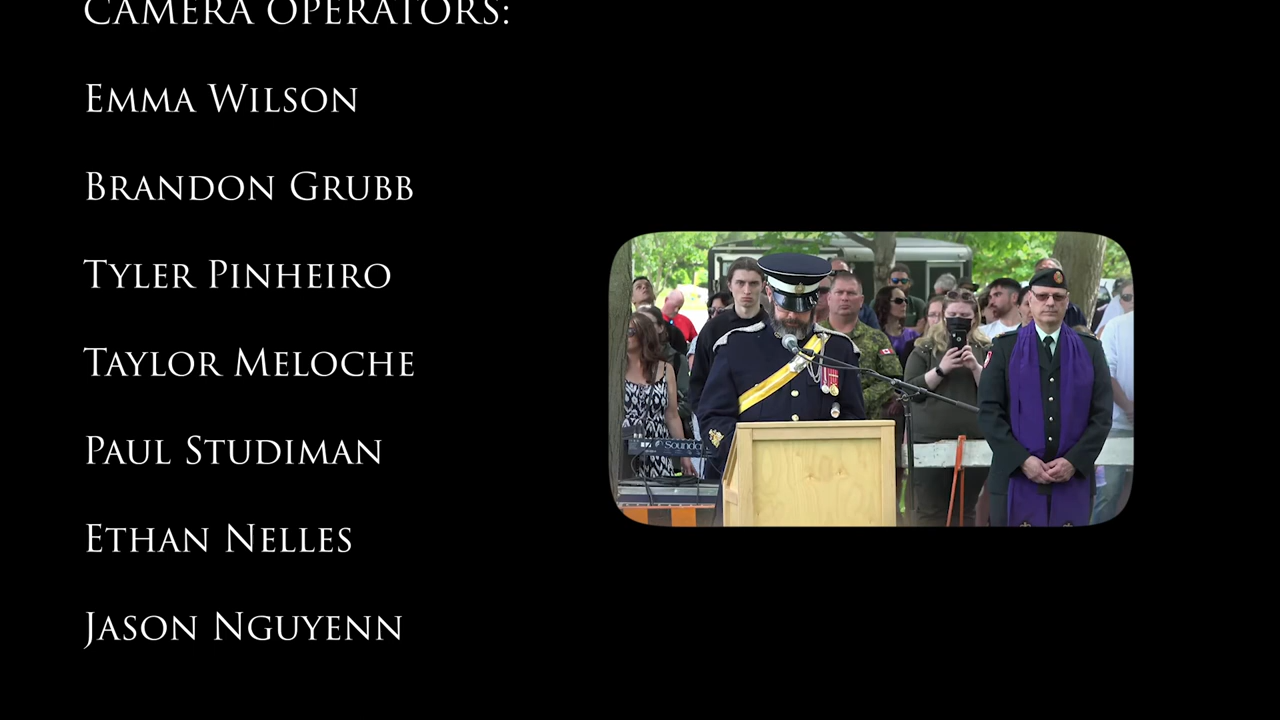 CAMERA OPERATORS:
EMMA WILSON
BRANDON GRUBB
TYLER PINHEIRO
TAYLOR MELOCHE
PAUL STUDIMAN
ETHAN NELLES
JASON NGUYENN